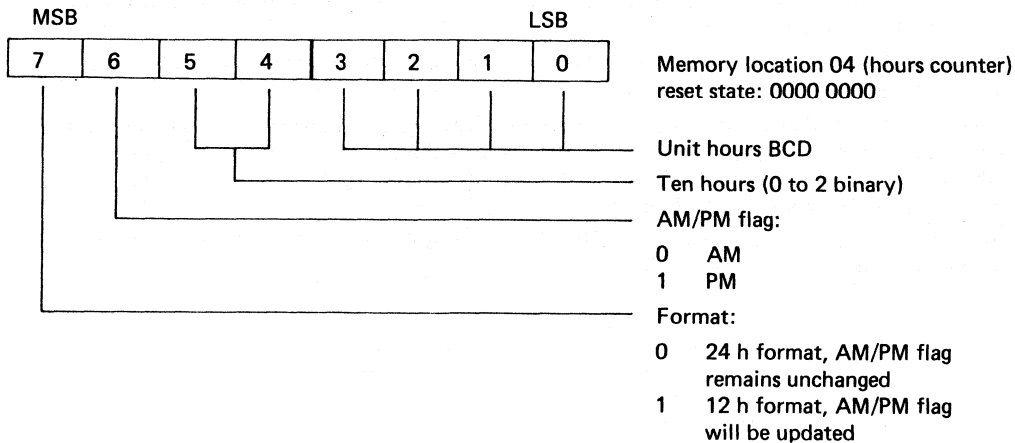 MSB LSB
7 6 5 4 3 2 1 0
Memory location 04 (hours counter)
reset state: 0000 0000
Unit hours BCD
Ten hours (0 to 2 binary)
AM/PM flag:
0 AM
1 PM
Format:
0 24 h format, AM/PM flag
remains unchanged
1 12 h format, AM/PM flag
will be updated